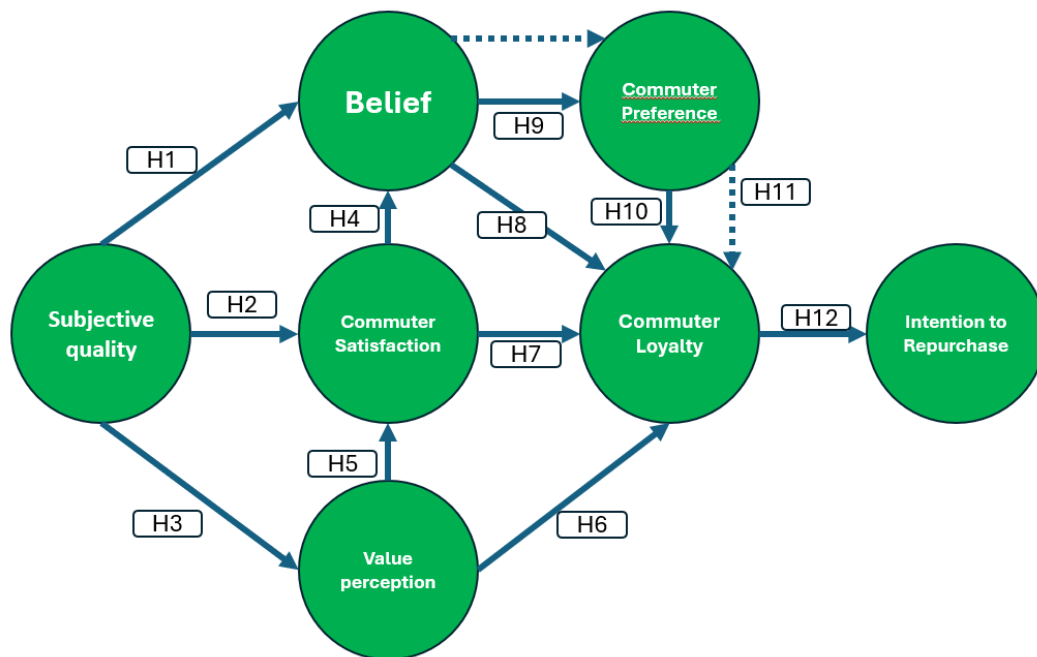 Belief
Commuter
Preference
H9
H1
H11
H10
H4
H8
Subjective
quality
H2
Commuter
Satisfaction
H7
Commuter
Loyalty
H12
Intention to
Repurchase
H5
H3
H6
Value
perception